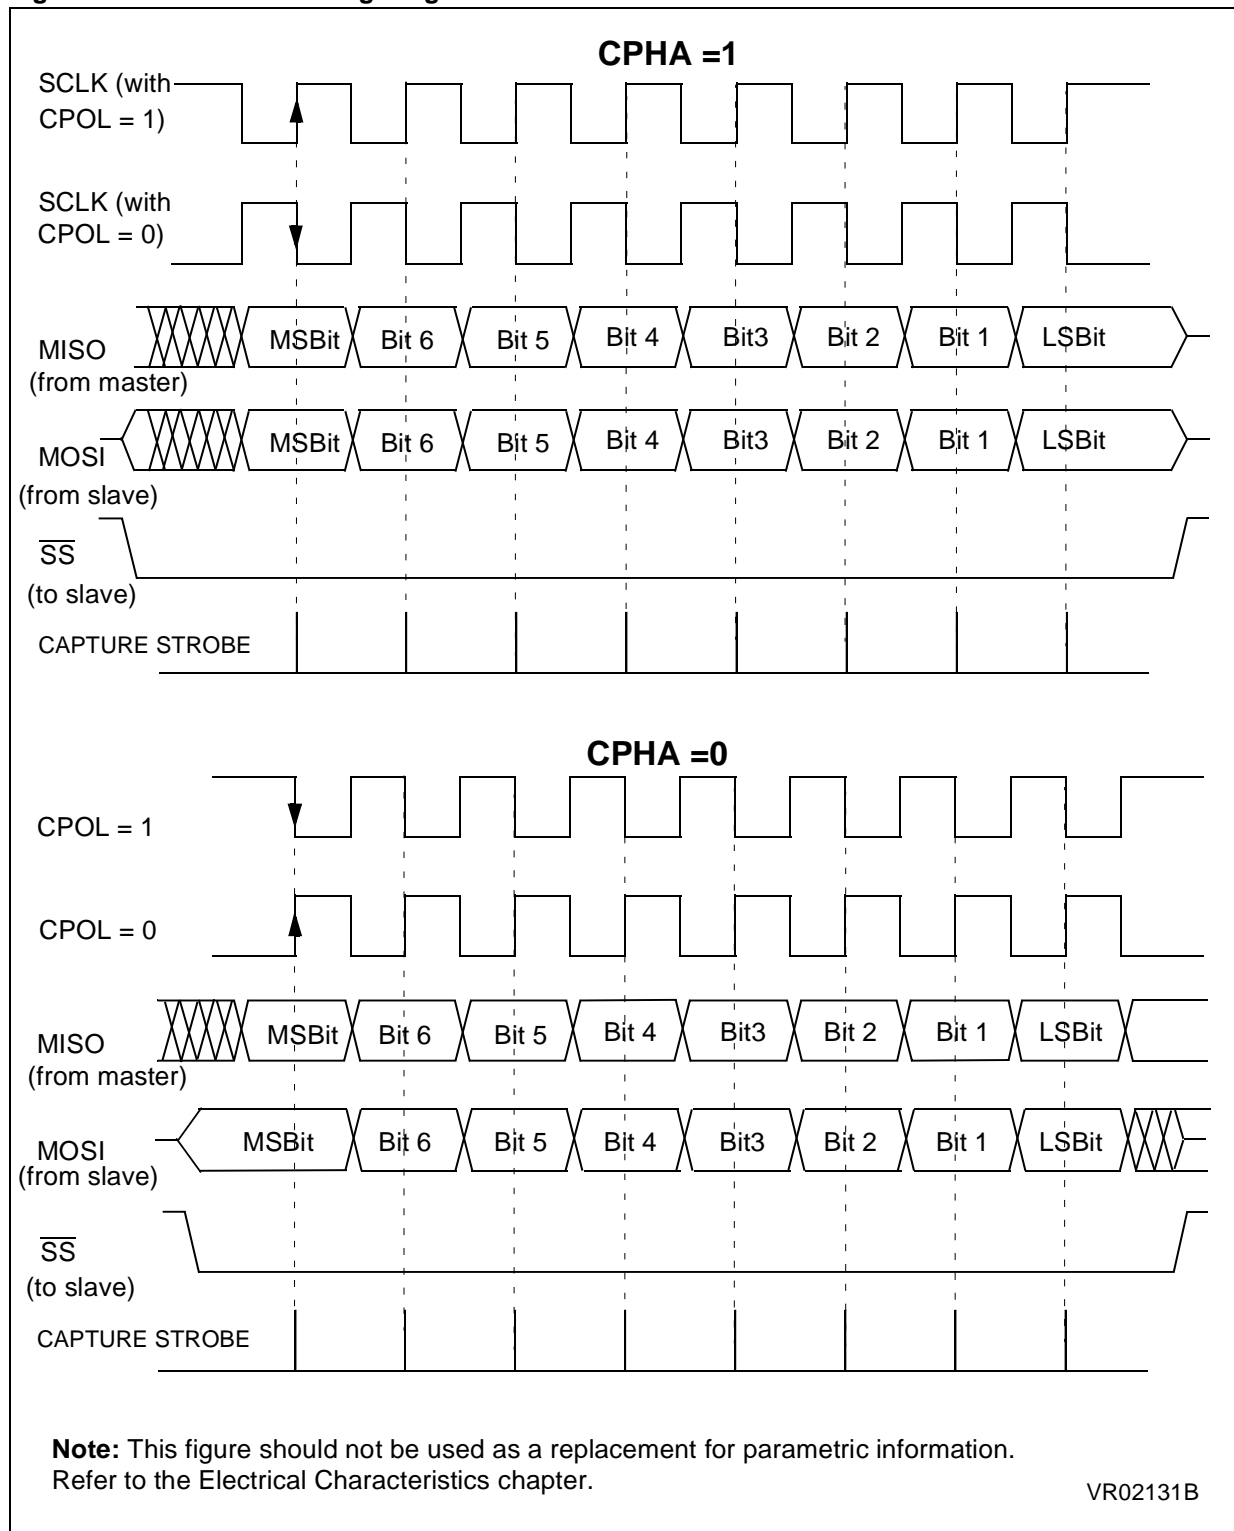 CPHA =1
SCLK (with
CPOL = 1)
SCLK (with
CPOL = 0)
MSBit Bit 6 Bit 5 Bit 4 Bit3 Bit 2 Bit 1 LSBit
MISO
(from master)
MSBit Bit 6 Bit 5 Bit 4 Bit3 Bit 2 Bit 1 LSBit
MOSI
(from slave)
SS
(to slave)
CAPTURE STROBE
CPHA =0
CPOL = 1
CPOL = 0
MSBit Bit 6 Bit 5 Bit 4 Bit3 Bit 2 Bit 1 LSBit
MISO
(from master)
MSBit Bit 6 Bit 5 Bit 4 Bit3 Bit 2 Bit 1 LSBit
MOSI
(from slave)
SS
(to slave)
CAPTURE STROBE
Note: This figure should not be used as a replacement for parametric information.
Refer to the Electrical Characteristics chapter.
VR02131B